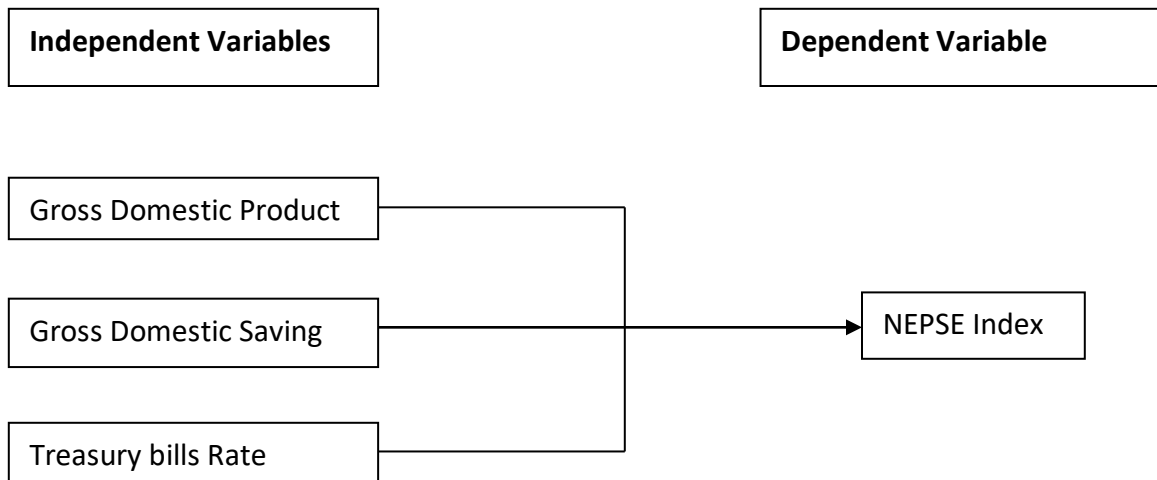 Independent Variables
Dependent Variable
Gross Domestic Product
Gross Domestic Saving
NEPSE Index
Treasury bills Rate